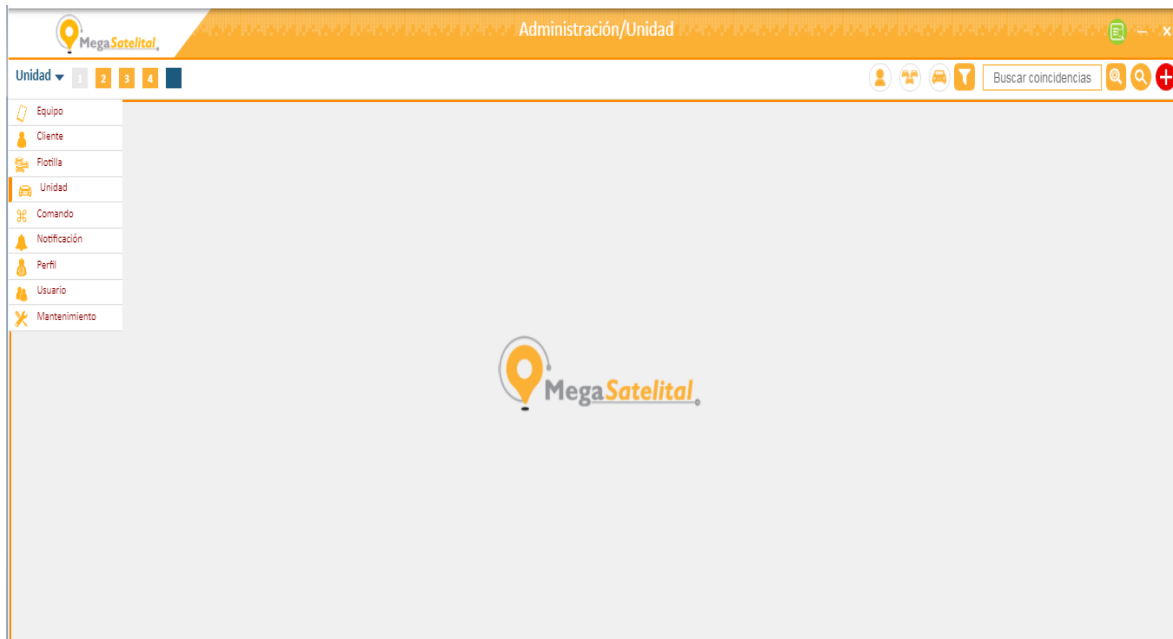 MegaSatelital
Administración/Unidad
Unidad
1 2 3 4
Buscar coincidencias
Equipo
Cliente
Flotilla
Unidad
Comando
Notificación
Perfil
Usuario
Mantenimiento
MegaSatelital